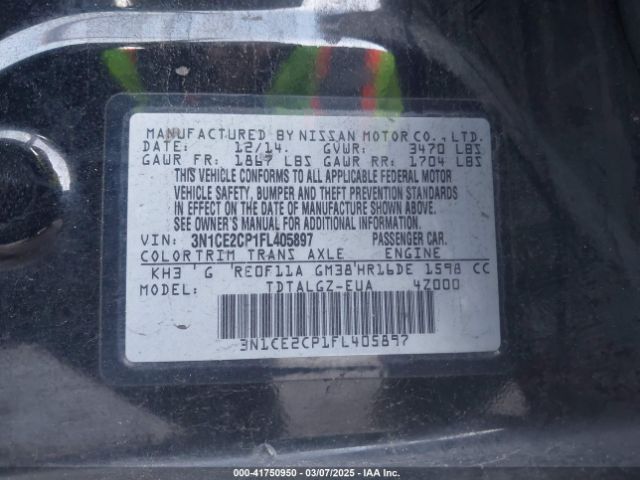 MANUFACTURED BY NISSAN MOTOR CO., LTD.
DATE: 12/14. GVWR: 3470 LBS
GAWR FR: 1867 LBS GAWR RR: 1704 LBS
THIS VEHICLE CONFORMS TO ALL APPLICABLE FEDERAL MOTOR
VEHICLE SAFETY, BUMPER AND THEFT PREVENTION STANDARDS
IN EFFECT ON THE DATE OF MANUFACTURE SHOWN ABOVE.
SEE OWNER'S MANUAL FOR ADDITIONAL INFORMATION.
VIN: 3N1CE2CP1FL405897 PASSENGER CAR.
COLOR TRIM TRANS AXLE ENGINE
KH3 'G 'RE0F11A GM38'HR16DE 1598 CC
MODEL: TDTALGZ-EUA 4Z000
3N1CE2CP1FL405897
000-41750950 | 03/07/2025 | IAA Inc.